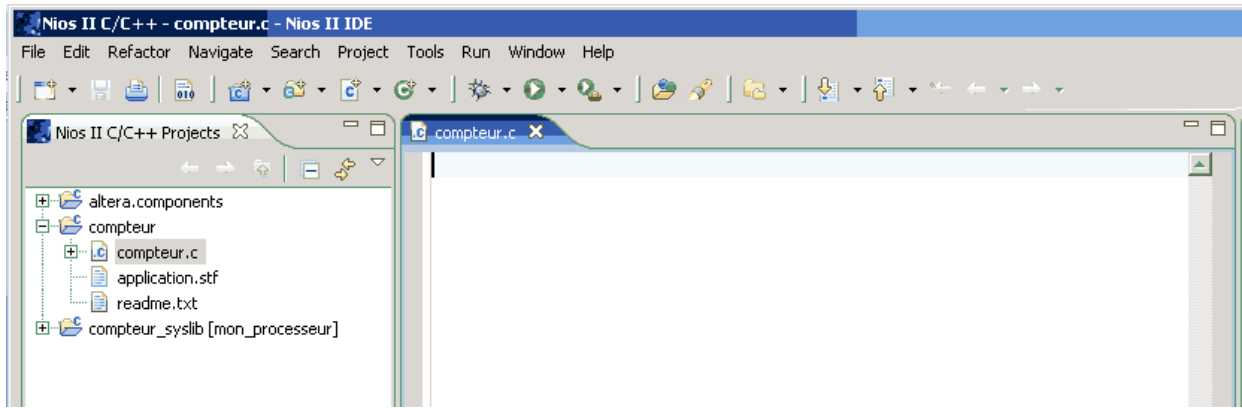 Nios II C/C++ - compteur.c - Nios II IDE
File Edit Refactor Navigate Search Project Tools Run Window Help
010
Nios II C/C++ Projects
compteur.c
altera.components
compteur
compteur.c
application.stf
readme.txt
compteur_syslib [mon_processeur]